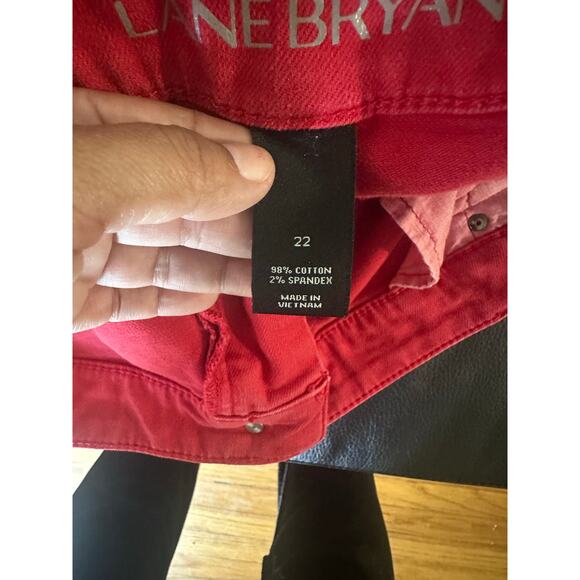 LANE BRYAN
22
98% COTTON
2% SPANDEX
MADE IN
VIETNAM